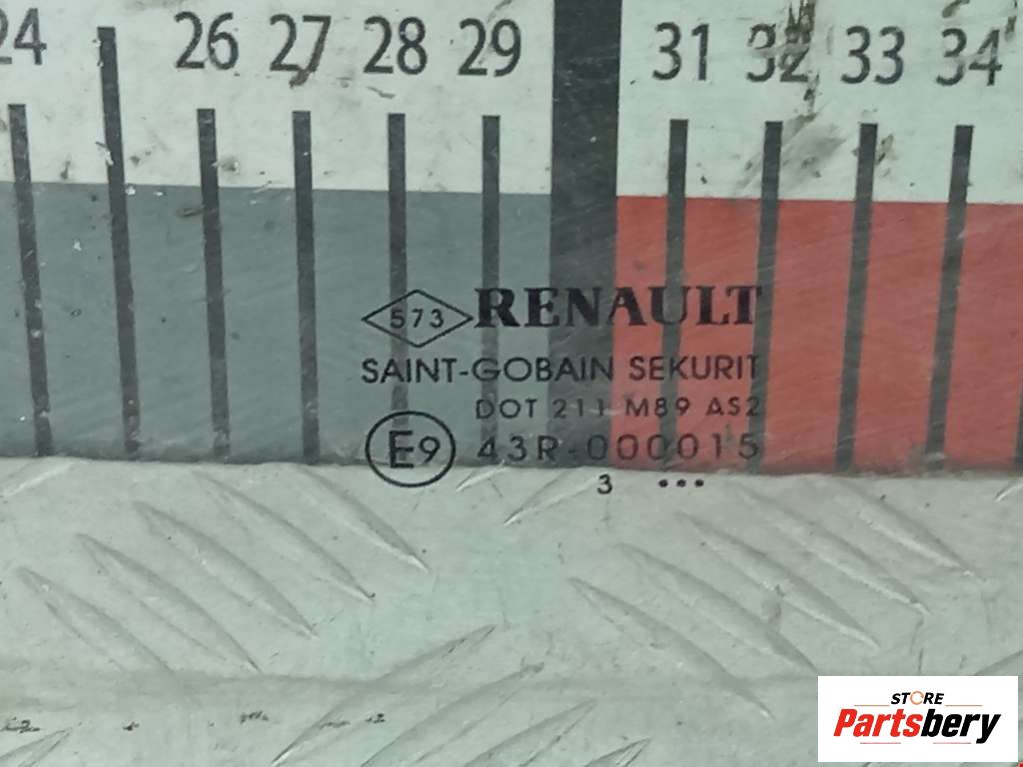 24 26 27 28 29 31 32 33 34
573 RENAULT
SAINT-GOBAIN SEKURIT
DOT 211 M89 AS2
E9 43R-000015
3 •••
STORE
Partsbery